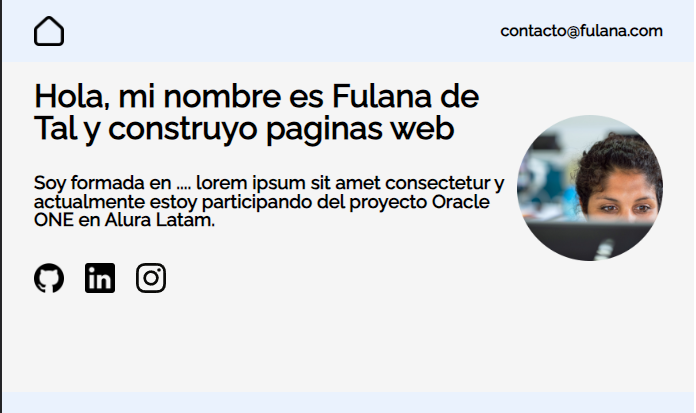 contacto@fulana.com
Hola, mi nombre es Fulana de
Tal y construyo paginas web
Soy formada en .... lorem ipsum sit amet consectetur y
actualmente estoy participando del proyecto Oracle
ONE en Alura Latam.
in